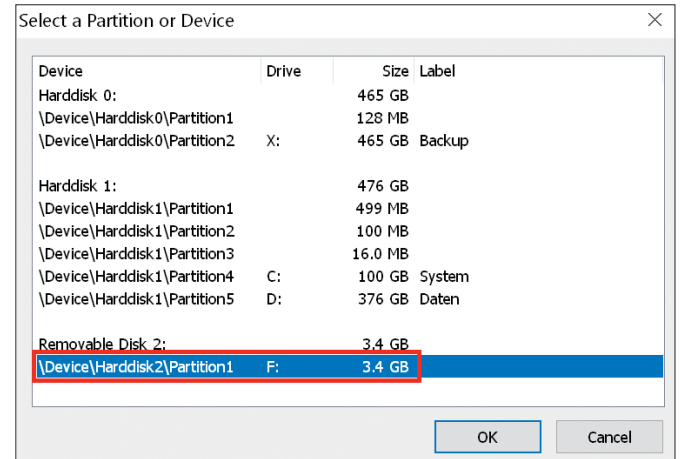 Select a Partition or Device
Device Drive Size Label
Harddisk 0: 465 GB
\Device\Harddisk0\Partition1 128 MB
\Device\Harddisk0\Partition2 X: 465 GB Backup
Harddisk 1: 476 GB
\Device\Harddisk1\Partition1 499 MB
\Device\Harddisk1\Partition2 100 MB
\Device\Harddisk1\Partition3 16.0 MB
\Device\Harddisk1\Partition4 C: 100 GB System
\Device\Harddisk1\Partition5 D: 376 GB Daten
Removable Disk 2: 3.4 GB
\Device\Harddisk2\Partition1 F: 3.4 GB
OK Cancel